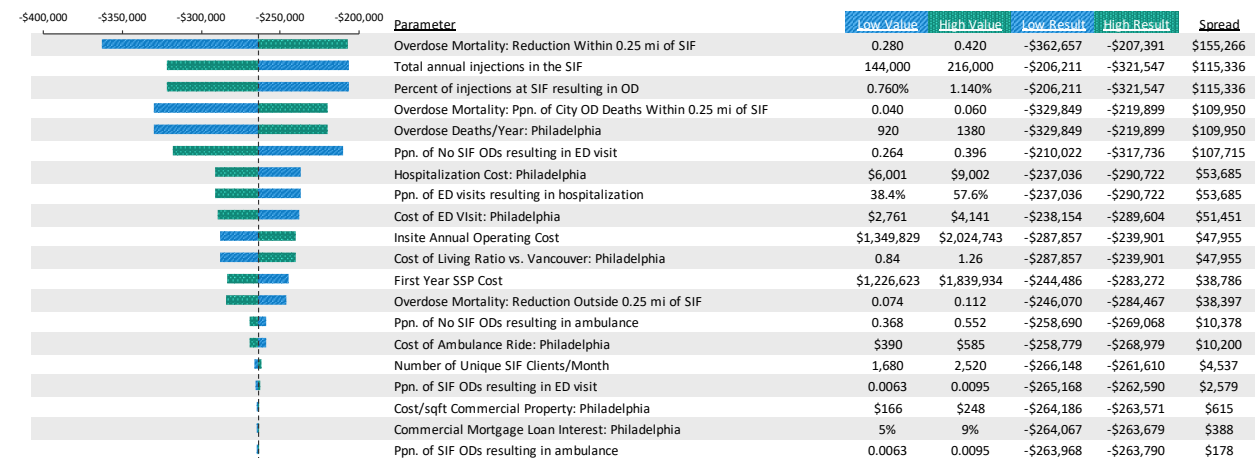 -$400,000 -$350,000 -$300,000 -$250,000 -$200,000
Parameter Low Value High Value Low Result High Result Spread
Overdose Mortality: Reduction Within 0.25 mi of SIF 0.280 0.420 -$362,657 -$207,391 $155,266
Total annual injections in the SIF 144,000 216,000 -$206,211 -$321,547 $115,336
Percent of injections at SIF resulting in OD 0.760% 1.140% -$206,211 -$321,547 $115,336
Overdose Mortality: Ppn. of City OD Deaths Within 0.25 mi of SIF 0.040 0.060 -$329,849 -$219,899 $109,950
Overdose Deaths/Year: Philadelphia 920 1380 -$329,849 -$219,899 $109,950
Ppn. of No SIF ODs resulting in ED visit 0.264 0.396 -$210,022 -$317,736 $107,715
Hospitalization Cost: Philadelphia $6,001 $9,002 -$237,036 -$290,722 $53,685
Ppn. of ED visits resulting in hospitalization 38.4% 57.6% -$237,036 -$290,722 $53,685
Cost of ED VIsit: Philadelphia $2,761 $4,141 -$238,154 -$289,604 $51,451
Insite Annual Operating Cost $1,349,829 $2,024,743 -$287,857 -$239,901 $47,955
Cost of Living Ratio vs. Vancouver: Philadelphia 0.84 1.26 -$287,857 -$239,901 $47,955
First Year SSP Cost $1,226,623 $1,839,934 -$244,486 -$283,272 $38,786
Overdose Mortality: Reduction Outside 0.25 mi of SIF 0.074 0.112 -$246,070 -$284,467 $38,397
Ppn. of No SIF ODs resulting in ambulance 0.368 0.552 -$258,690 -$269,068 $10,378
Cost of Ambulance Ride: Philadelphia $390 $585 -$258,779 -$268,979 $10,200
Number of Unique SIF Clients/Month 1,680 2,520 -$266,148 -$261,610 $4,537
Ppn. of SIF ODs resulting in ED visit 0.0063 0.0095 -$265,168 -$262,590 $2,579
Cost/sqft Commercial Property: Philadelphia $166 $248 -$264,186 -$263,571 $615
Commercial Mortgage Loan Interest: Philadelphia 5% 9% -$264,067 -$263,679 $388
Ppn. of SIF ODs resulting in ambulance 0.0063 0.0095 -$263,968 -$263,790 $178